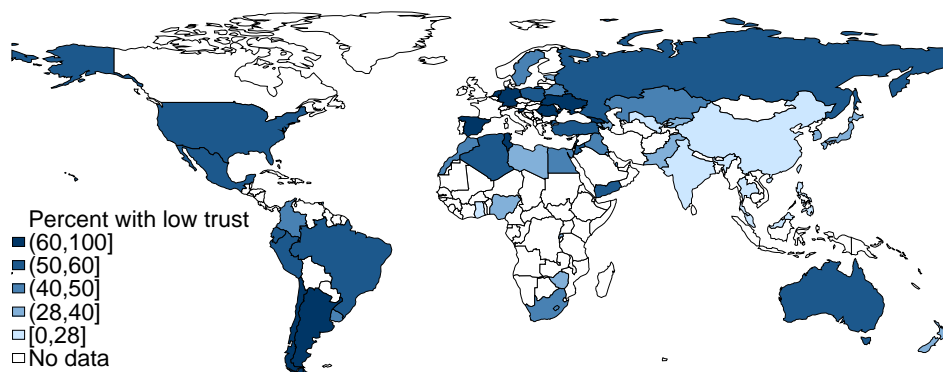 Percent with low trust
(60,100]
(50,60]
(40,50]
(28,40]
[0,28]
No data